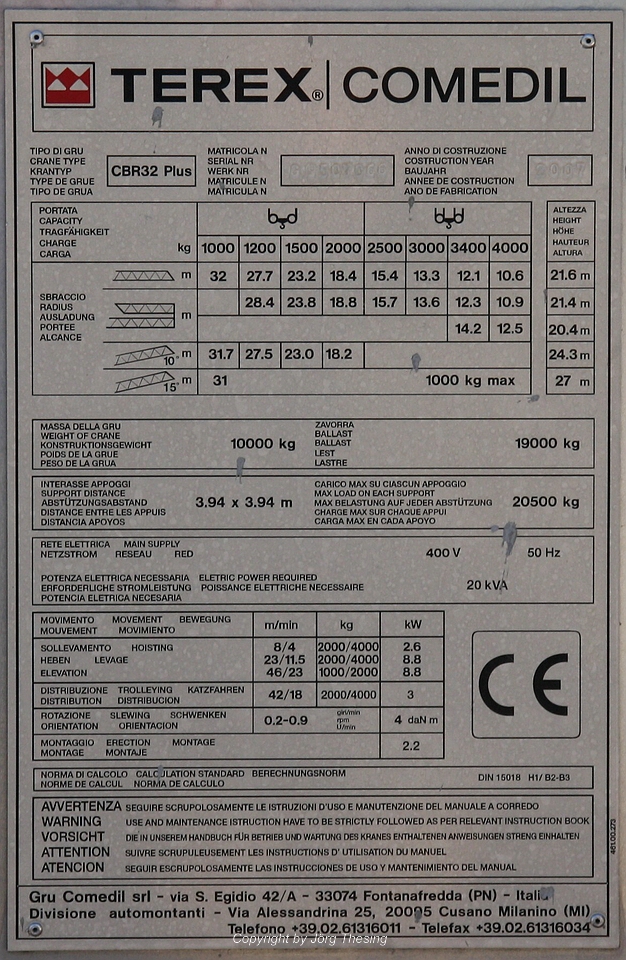 TEREX® COMEDIL
TIPO DI GRU
CRANE TYPE
KRANTYP
TYPE DE GRUE
TIPO DE GRUA
CBR32 Plus
MATRICOLA N
SERIAL NR
WERK NR
MATRICULE N
MATRICULA N
ANNO DI COSTRUZIONE
COSTRUCTION YEAR
BAUJAHR
ANNEE DE COSTRUCTION
ANO DE FABRICATION
2007
PORTATA
CAPACITY
TRAGFÄHIGKEIT
CHARGE
CARGA
kg 1000 1200 1500 2000 2500 3000 3400 4000
ALTEZZA
HEIGHT
HÖHE
HAUTEUR
ALTURA
SBRACCIO
RADIUS
AUSLADUNG
PORTEE
ALCANCE
m 32 27.7 23.2 18.4 15.4 13.3 12.1 10.6 21.6 m
m 28.4 23.8 18.8 15.7 13.6 12.3 10.9 21.4 m
14.2 12.5 20.4 m
10° m 31.7 27.5 23.0 18.2 24.3 m
15° m 31 1000 kg max 27 m
MASSA DELLA GRU
WEIGHT OF CRANE
KONSTRUKTIONSGEWICHT
POIDS DE LA GRUE
PESO DE LA GRUA
10000 kg
ZAVORRA
BALLAST
BALLAST
LEST
LASTRE
19000 kg
INTERASSE APPOGGI
SUPPORT DISTANCE
ABSTÜTZUNGSABSTAND
DISTANCE ENTRE LES APPUIS
DISTANCIA APOYOS
3.94 x 3.94 m
CARICO MAX SU CIASCUN APPOGGIO
MAX LOAD ON EACH SUPPORT
MAX BELASTUNG AUF JEDER ABSTÜTZUNG
CHARGE MAX SUR CHAQUE APPUI
CARGA MAX EN CADA APOYO
20500 kg
RETE ELETTRICA MAIN SUPPLY
NETZSTROM RESEAU RED
400 V 50 Hz
POTENZA ELETTRICA NECESSARIA ELETRIC POWER REQUIRED
ERFORDERLICHE STROMLEISTUNG POISSANCE ELETTRICHE NECESSAIRE
POTENCIA ELETRICA NECESARIA
20 kVA
MOVIMENTO MOVEMENT BEWEGUNG
MOUVEMENT MOVIMIENTO
m/min kg kW
SOLLEVAMENTO HOISTING
HEBEN LEVAGE
ELEVATION
8/4 2000/4000 2.6
23/11.5 2000/4000 8.8
46/23 1000/2000 8.8
DISTRIBUZIONE TROLLEYING KATZFAHREN
DISTRIBUTION DISTRIBUCION
42/18 2000/4000 3
ROTAZIONE SLEWING SCHWENKEN
ORIENTATION ORIENTACION
0.2-0.9
giri/min
rpm
U/min
4 daN m
MONTAGGIO ERECTION MONTAGE
MONTAGE MONTAJE
2.2
CE
NORMA DI CALCOLO CALCULATION STANDARD BERECHNUNGSNORM
NORME DE CALCUL NORMA DE CALCULO
DIN 15018 H1/ B2-B3
AVVERTENZA SEGUIRE SCRUPOLOSAMENTE LE ISTRUZIONI D'USO E MANUTENZIONE DEL MANUALE A CORREDO
WARNING USE AND MAINTENANCE ISTRUCTION HAVE TO BE STRICTLY FOLLOWED AS PER RELEVANT INSTRUCTION BOOK
VORSICHT DIE IN UNSEREM HANDBUCH FÜR BETRIEB UND WARTUNG DES KRANES ENTHALTENEN ANWEISUNGEN STRENG EINHALTEN
ATTENTION SUIVRE SCRUPULEUSEMENT LES INSTRUCTIONS D' UTILISATION DU MANUEL
ATENCION SEGUIR ESCRUPULOSAMENTE LAS INSTRUCCIONES DE USO Y MANTENIMIENTO DEL MANUAL
461.00.273
Gru Comedil srl - via S. Egidio 42/A - 33074 Fontanafredda (PN) - Italia
Divisione automontanti - Via Alessandrina 25, 20095 Cusano Milanino (MI)
Telefono +39.02.61316011 - Telefax +39.02.61316034
Copyright by Jörg Thesing